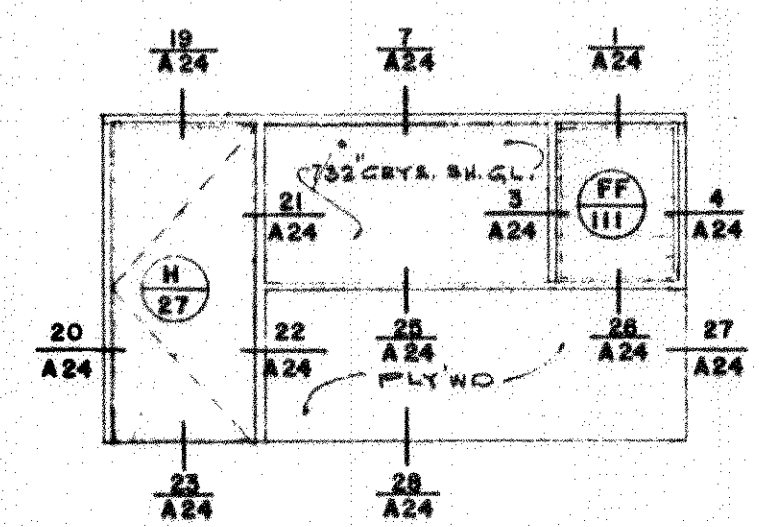 19
A24
7
A24
1
A24
7/32" CRYS. SH. GL.
21
A24
3
A24
FF
111
4
A24
H
27
20
A24
22
A24
25
A24
26
A24
27
A24
PLY'WD
23
A24
28
A24